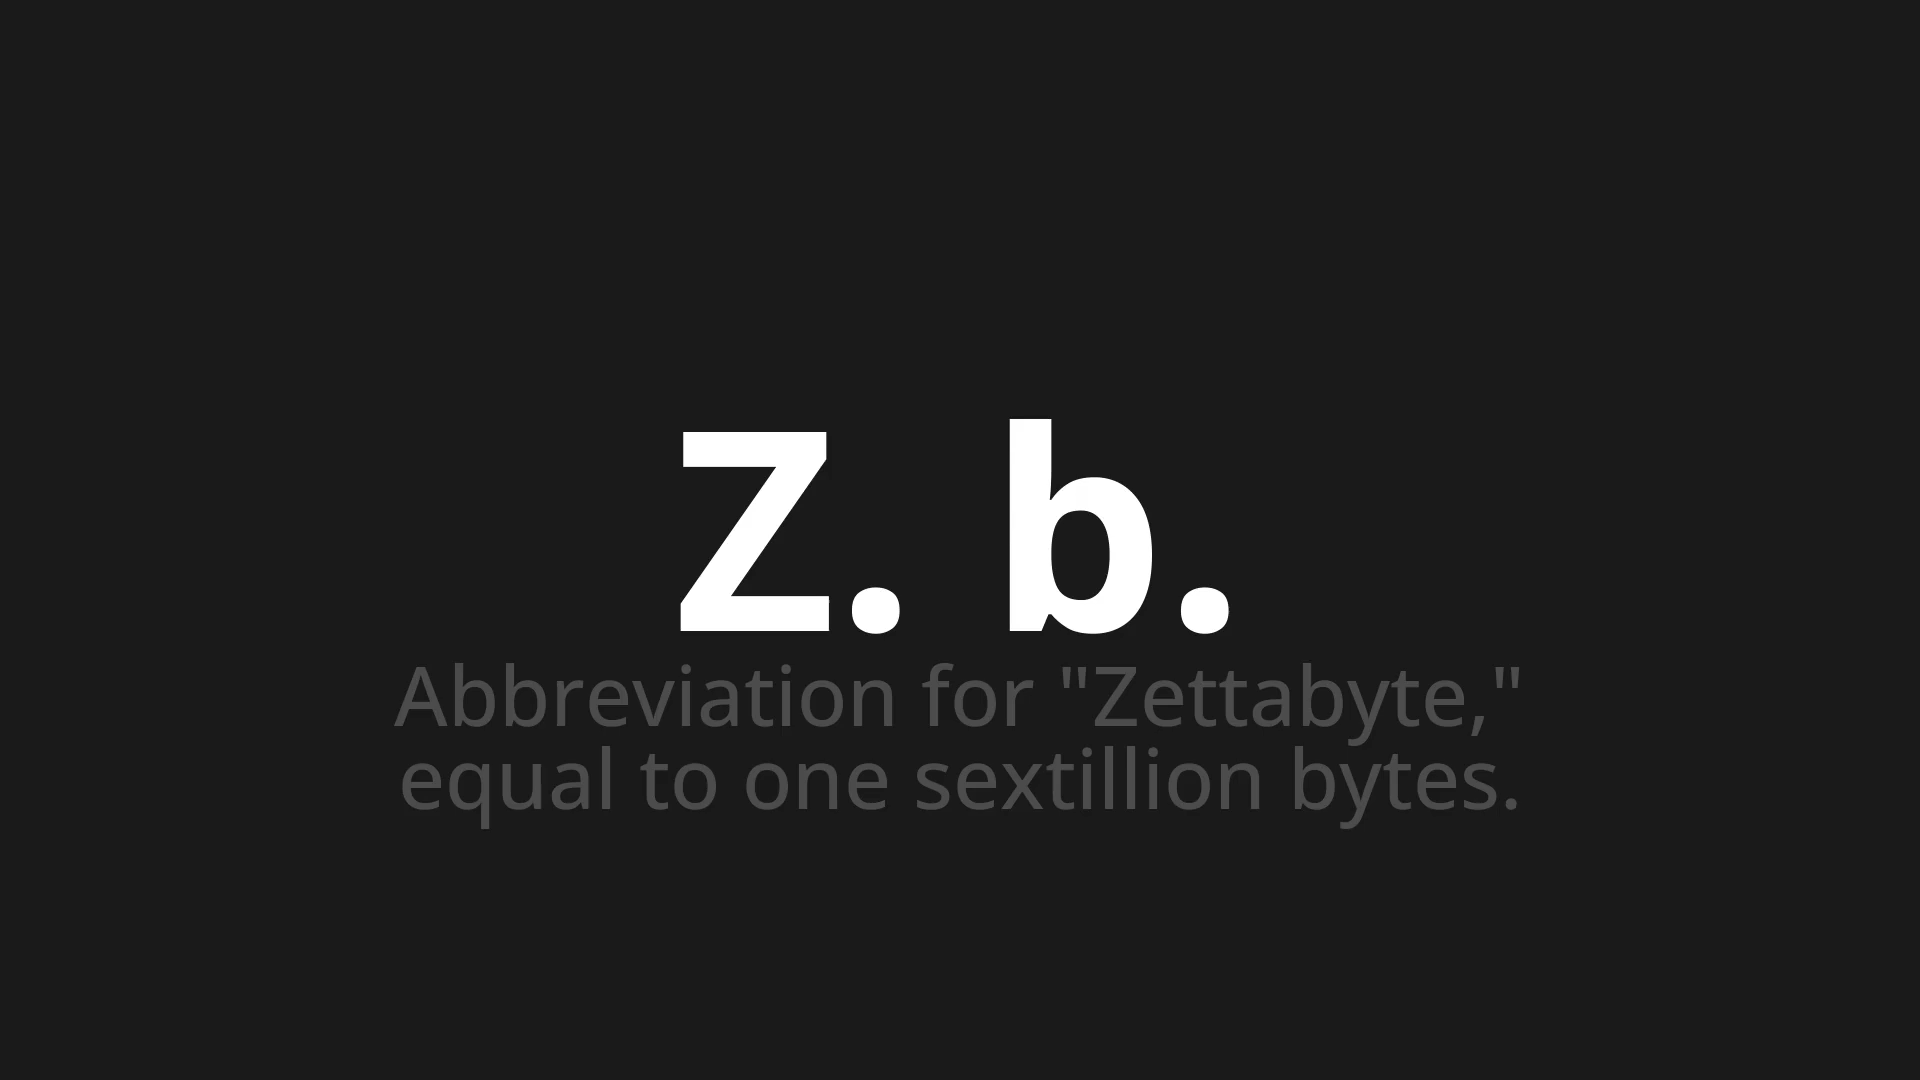 Z. b.
Abbreviation for "Zettabyte,"
equal to one sextillion bytes.